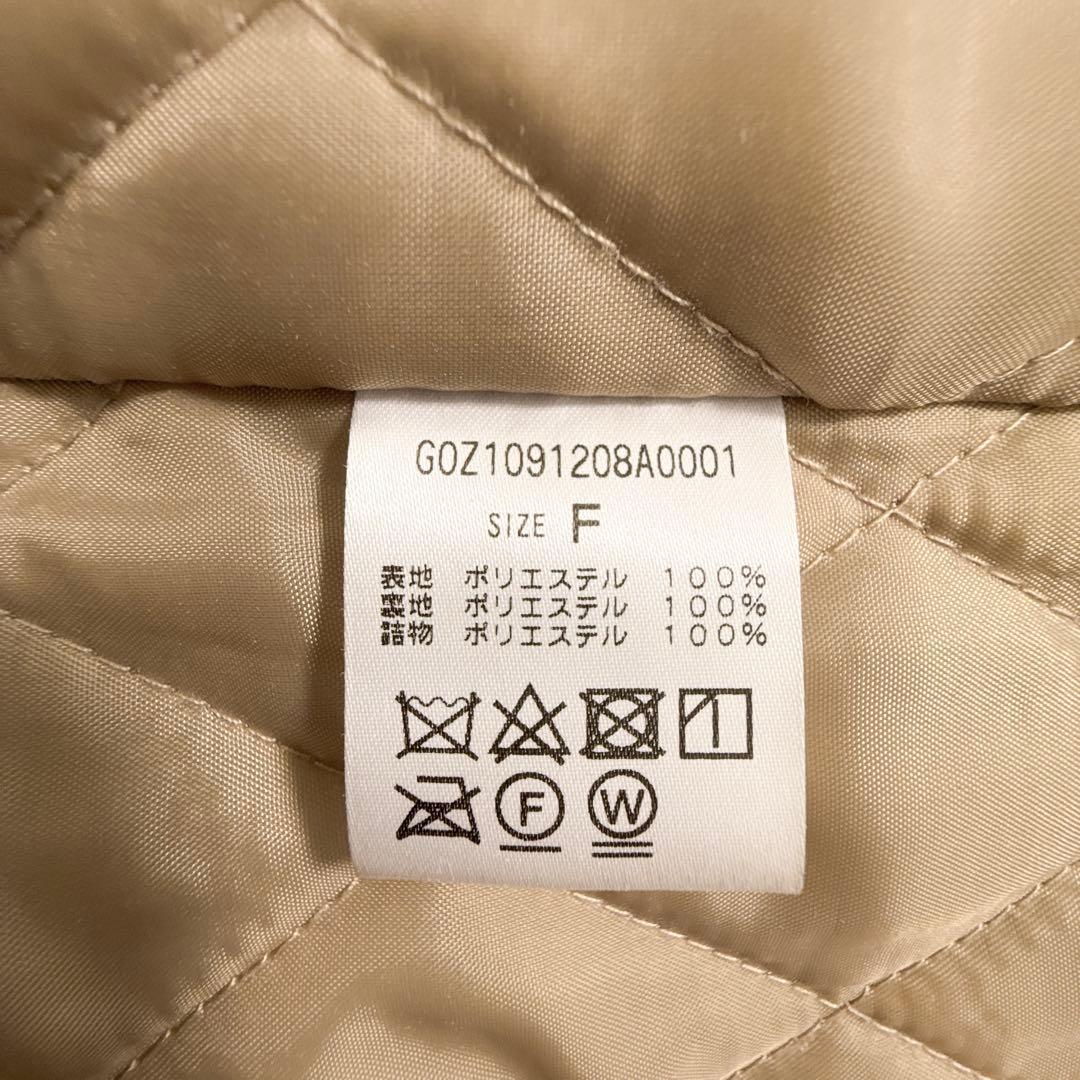 G0Z1091208A0001
SIZE F
表地 ポリエステル 100%
裏地 ポリエステル 100%
詰物 ポリエステル 100%
F W